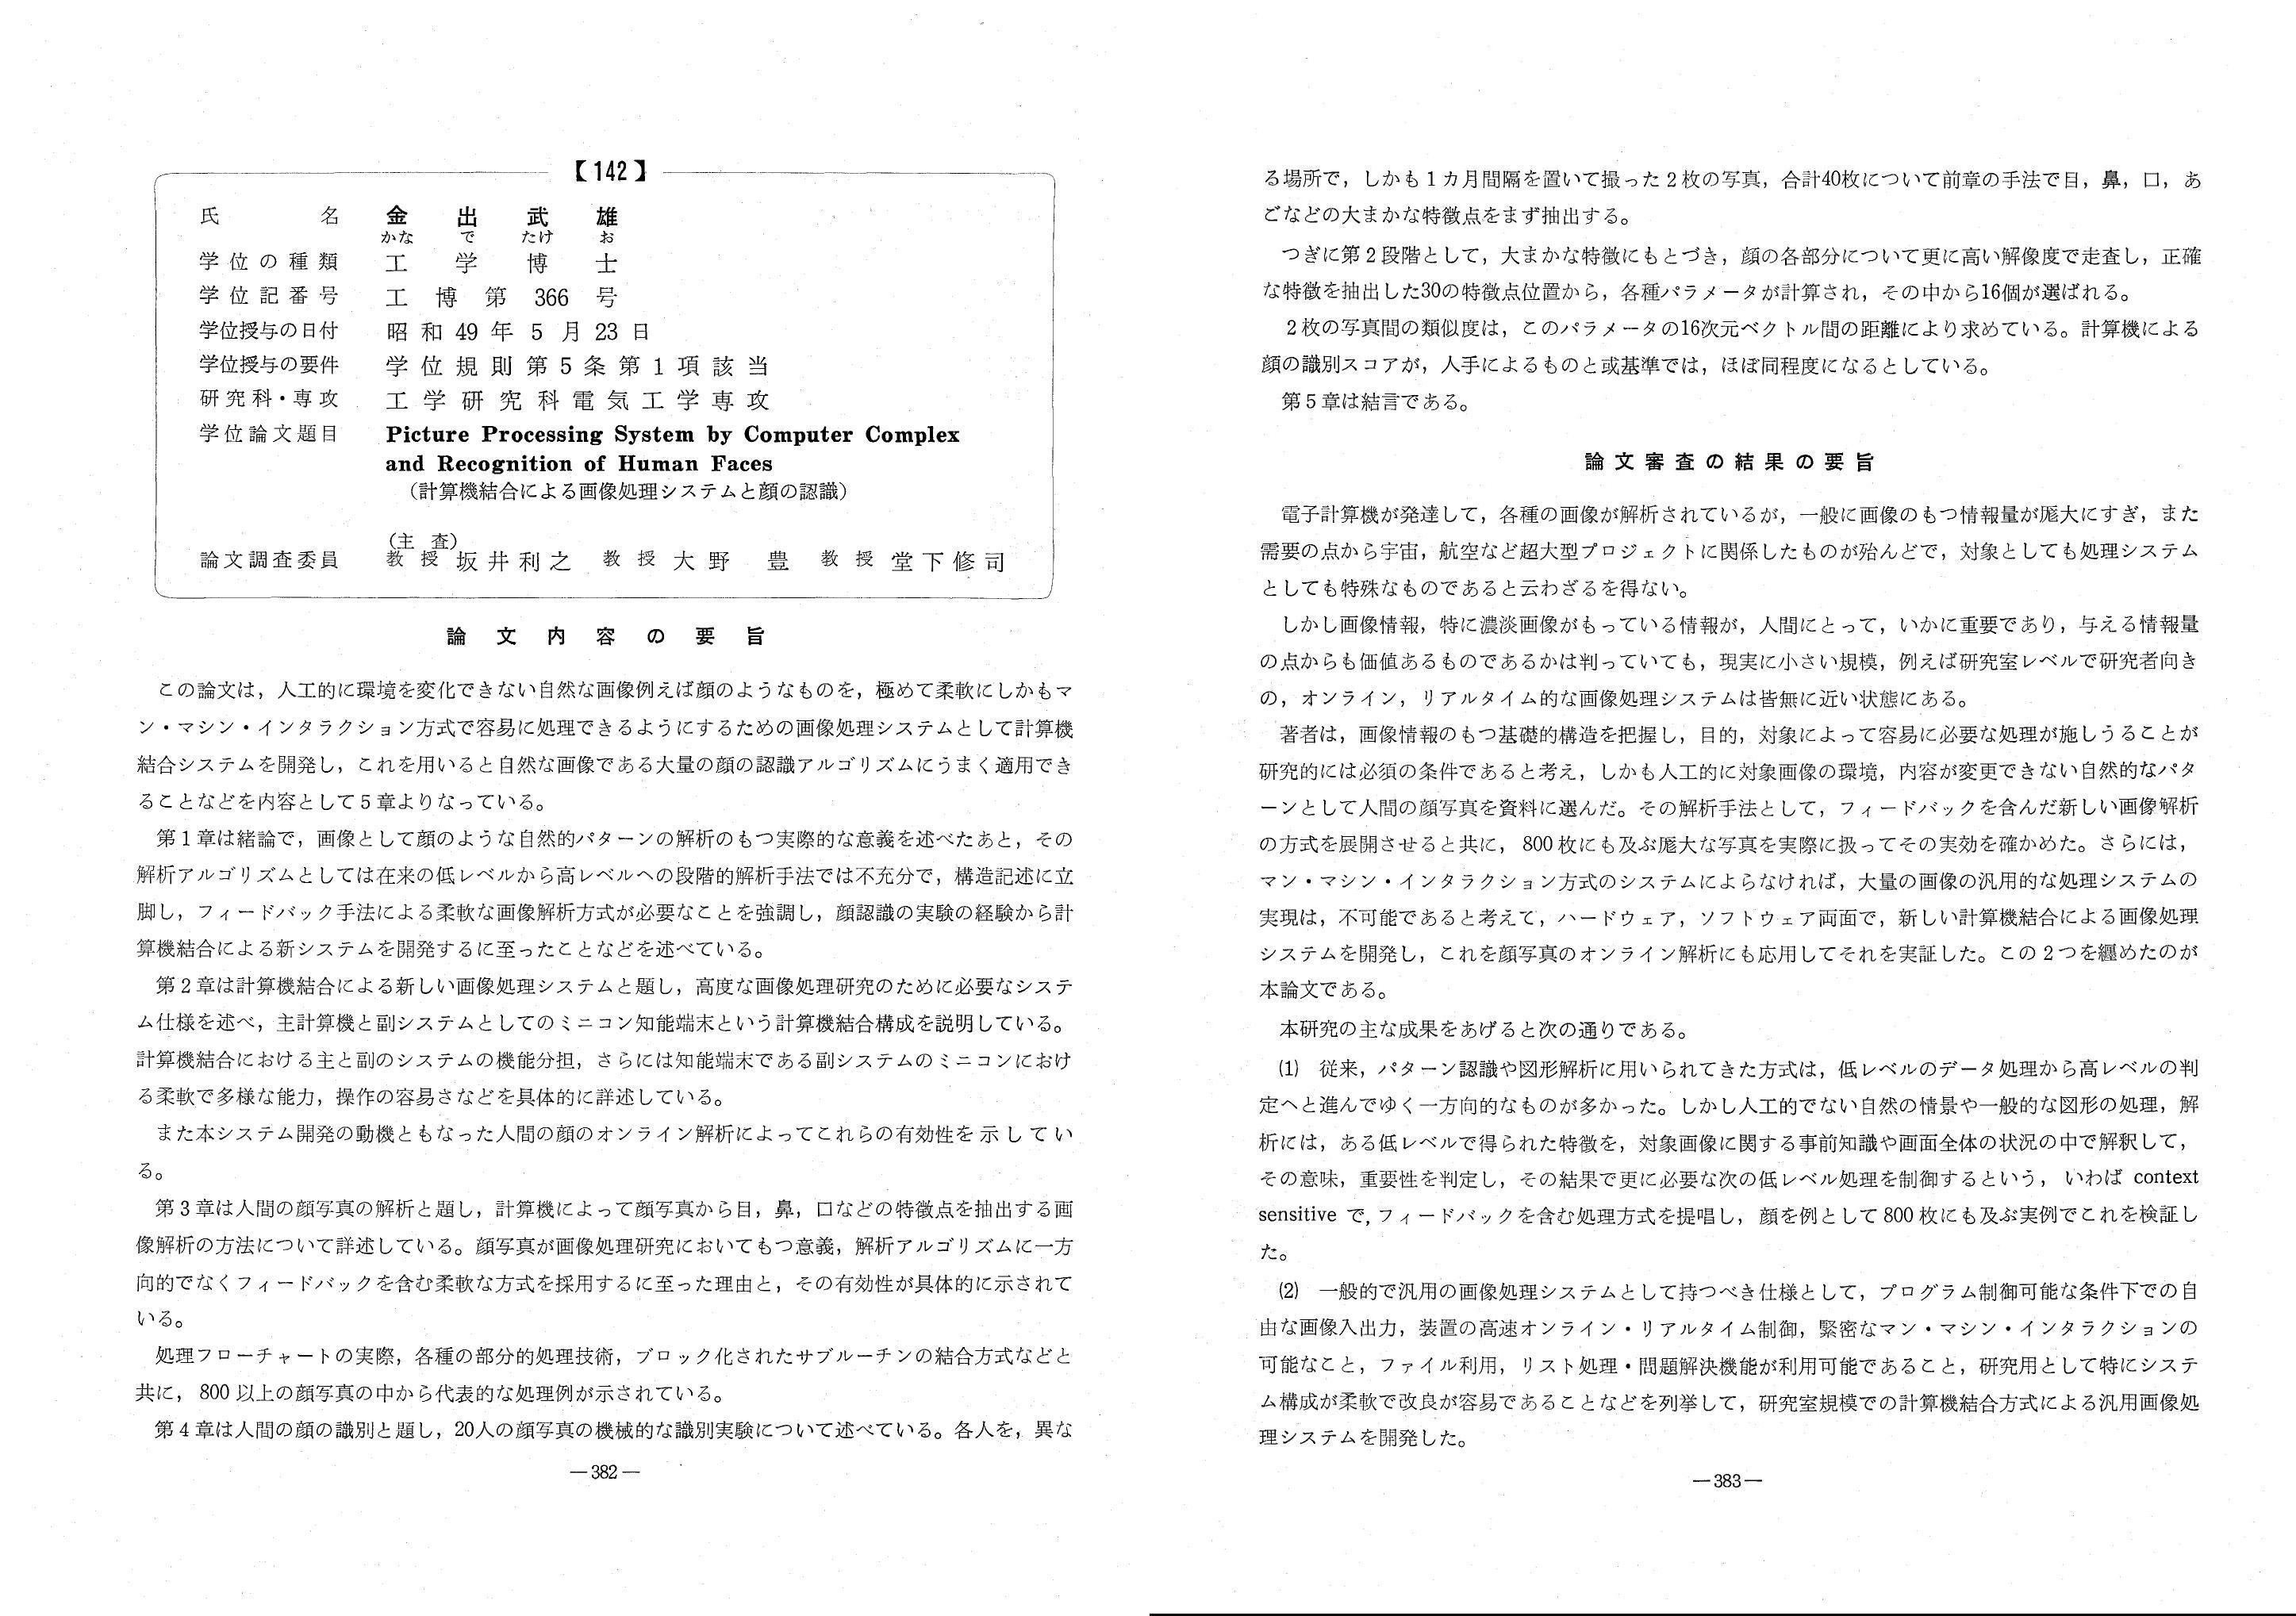 【142】
氏名 金出武雄
かな で たけ お
学位の種類 工学博士
学位記番号 工博第366号
学位授与の日付 昭和49年5月23日
学位授与の要件 学位規則第5条第1項該当
研究科・専攻 工学研究科電気工学専攻
学位論文題目 Picture Processing System by Computer Complex
and Recognition of Human Faces
（計算機結合による画像処理システムと顔の認識）
（主査）
論文調査委員 教授 坂井利之 教授 大野豊 教授 堂下修司
論文内容の要旨
この論文は，人工的に環境を変化できない自然な画像例えば顔のようなものを，極めて柔軟にしかもマ
ン・マシン・インタラクション方式で容易に処理できるようにするための画像処理システムとして計算機
結合システムを開発し，これを用いると自然な画像である大量の顔の認識アルゴリズムにうまく適用でき
ることなどを内容として5章よりなっている。
第1章は緒論で，画像として顔のような自然的パターンの解析のもつ実際的な意義を述べたあと，その
解析アルゴリズムとしては在来の低レベルから高レベルへの段階的解析手法では不充分で，構造記述に立
脚し，フィードバック手法による柔軟な画像解析方式が必要なことを強調し，顔認識の実験の経験から計
算機結合による新システムを開発するに至ったことなどを述べている。
第2章は計算機結合による新しい画像処理システムと題し，高度な画像処理研究のために必要なシステ
ム仕様を述べ，主計算機と副システムとしてのミニコン知能端末という計算機結合構成を説明している。
計算機結合における主と副のシステムの機能分担，さらには知能端末である副システムのミニコンにおけ
る柔軟で多様な能力，操作の容易さなどを具体的に詳述している。
また本システム開発の動機ともなった人間の顔のオンライン解析によってこれらの有効性を示してい
る。
第3章は人間の顔写真の解析と題し，計算機によって顔写真から目，鼻，口などの特徴点を抽出する画
像解析の方法について詳述している。顔写真が画像処理研究においてもつ意義，解析アルゴリズムに一方
向的でなくフィードバックを含む柔軟な方式を採用するに至った理由と，その有効性が具体的に示されて
いる。
処理フローチャートの実際，各種の部分的処理技術，ブロック化されたサブルーチンの結合方式などと
共に，800以上の顔写真の中から代表的な処理例が示されている。
第4章は人間の顔の識別と題し，20人の顔写真の機械的な識別実験について述べている。各人を，異な
―382―
る場所で，しかも1カ月間隔を置いて撮った2枚の写真，合計40枚について前章の手法で目，鼻，口，あ
ごなどの大まかな特徴点をまず抽出する。
つぎに第2段階として，大まかな特徴にもとづき，顔の各部分について更に高い解像度で走査し，正確
な特徴を抽出した30の特徴点位置から，各種パラメータが計算され，その中から16個が選ばれる。
2枚の写真間の類似度は，このパラメータの16次元ベクトル間の距離により求めている。計算機による
顔の識別スコアが，人手によるものと或基準では，ほぼ同程度になるとしている。
第5章は結言である。
論文審査の結果の要旨
電子計算機が発達して，各種の画像が解析されているが，一般に画像のもつ情報量が厖大にすぎ，また
需要の点から宇宙，航空など超大型プロジェクトに関係したものが殆んどで，対象としても処理システム
としても特殊なものであると云わざるを得ない。
しかし画像情報，特に濃淡画像がもっている情報が，人間にとって，いかに重要であり，与える情報量
の点からも価値あるものであるかは判っていても，現実に小さい規模，例えば研究室レベルで研究者向き
の，オンライン，リアルタイム的な画像処理システムは皆無に近い状態にある。
著者は，画像情報のもつ基礎的構造を把握し，目的，対象によって容易に必要な処理が施しうることが
研究的には必須の条件であると考え，しかも人工的に対象画像の環境，内容が変更できない自然的なパタ
ーンとして人間の顔写真を資料に選んだ。その解析手法として，フィードバックを含んだ新しい画像解析
の方式を展開させると共に，800枚にも及ぶ厖大な写真を実際に扱ってその実効を確かめた。さらには，
マン・マシン・インタラクション方式のシステムによらなければ，大量の画像の汎用的な処理システムの
実現は，不可能であると考えて，ハードウェア，ソフトウェア両面で，新しい計算機結合による画像処理
システムを開発し，これを顔写真のオンライン解析にも応用してそれを実証した。この2つを纒めたのが
本論文である。
本研究の主な成果をあげると次の通りである。
(1) 従来，パターン認識や図形解析に用いられてきた方式は，低レベルのデータ処理から高レベルの判
定へと進んでゆく一方向的なものが多かった。しかし人工的でない自然の情景や一般的な図形の処理，解
析には，ある低レベルで得られた特徴を，対象画像に関する事前知識や画面全体の状況の中で解釈して，
その意味，重要性を判定し，その結果で更に必要な次の低レベル処理を制御するという，いわば context
sensitive で，フィードバックを含む処理方式を提唱し，顔を例として800枚にも及ぶ実例でこれを検証し
た。
(2) 一般的で汎用の画像処理システムとして持つべき仕様として，プログラム制御可能な条件下での自
由な画像入出力，装置の高速オンライン・リアルタイム制御，緊密なマン・マシン・インタラクションの
可能なこと，ファイル利用，リスト処理・問題解決機能が利用可能であること，研究用として特にシステ
ム構成が柔軟で改良が容易であることなどを列挙して，研究室規模での計算機結合方式による汎用画像処
理システムを開発した。
―383―